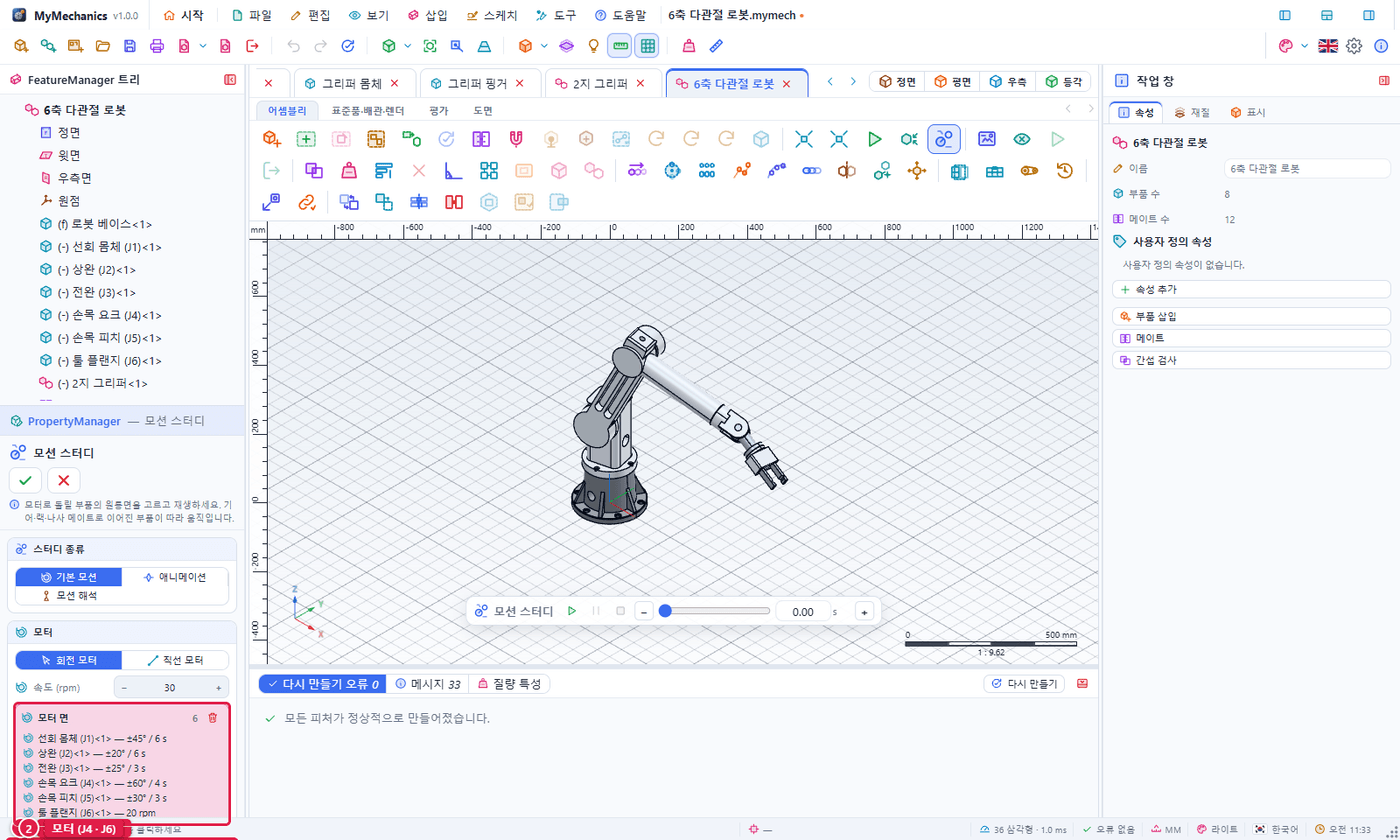 MyMechanics v1.0.0
시작 파일 편집 보기 삽입 스케치 도구 도움말 6축 다관절 로봇.mymech •
FeatureManager 트리
6축 다관절 로봇
정면
윗면
우측면
원점
(f) 로봇 베이스<1>
(-) 선회 몸체 (J1)<1>
(-) 상완 (J2)<1>
(-) 전완 (J3)<1>
(-) 손목 요크 (J4)<1>
(-) 손목 피치 (J5)<1>
(-) 툴 플랜지 (J6)<1>
(-) 2지 그리퍼<1>
PropertyManager — 모션 스터디
모션 스터디
모터로 돌릴 부품의 원통면을 고르고 재생하세요. 기
어·랙·나사 메이트로 이어진 부품이 따라 움직입니다.
스터디 종류
기본 모션 애니메이션
모션 해석
모터
회전 모터 직선 모터
속도 (rpm) − 30 +
모터 면 6
선회 몸체 (J1)<1> — ±45° / 6 s
상완 (J2)<1> — ±20° / 6 s
전완 (J3)<1> — ±25° / 3 s
손목 요크 (J4)<1> — ±60° / 4 s
손목 피치 (J5)<1> — ±30° / 3 s
툴 플랜지 (J6)<1> — 20 rpm
2 모터 (J4 · J6) 클릭하세요
그리퍼 몸체 그리퍼 핑거 2지 그리퍼 6축 다관절 로봇
정면 평면 우측 등각
어셈블리 표준품·배관·렌더 평가 도면
mm -800 -600 -400 -200 0 200 400 600 800 1000 1200
600
400
200
0
-200
-400
Z
Y
X
모션 스터디 − 0.00 s +
0 500 mm
1 : 9.62
다시 만들기 오류 0 메시지 33 질량 특성 다시 만들기
모든 피처가 정상적으로 만들어졌습니다.
작업 창
속성 재질 표시
6축 다관절 로봇
이름 6축 다관절 로봇
부품 수 8
메이트 수 12
사용자 정의 속성
사용자 정의 속성이 없습니다.
속성 추가
부품 삽입
메이트
간섭 검사
— 36 삼각형 · 1.0 ms 오류 없음 MM 라이트 한국어 오전 11:33